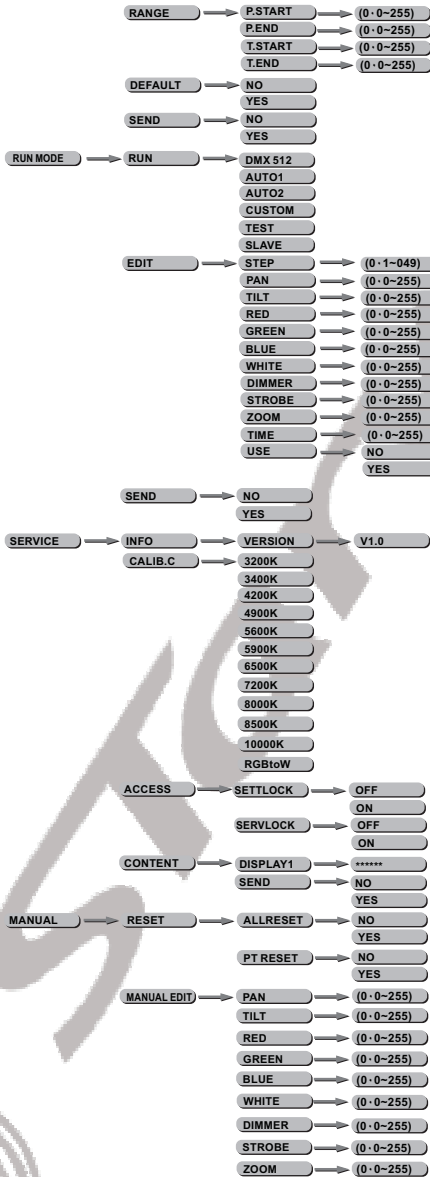 RANGE P.START (0 · 0~255)
P.END (0 · 0~255)
T.START (0 · 0~255)
T.END (0 · 0~255)
DEFAULT NO
YES
SEND NO
YES
RUN MODE RUN DMX 512
AUTO1
AUTO2
CUSTOM
TEST
SLAVE
EDIT STEP (0 · 1~049)
PAN (0 · 0~255)
TILT (0 · 0~255)
RED (0 · 0~255)
GREEN (0 · 0~255)
BLUE (0 · 0~255)
WHITE (0 · 0~255)
DIMMER (0 · 0~255)
STROBE (0 · 0~255)
ZOOM (0 · 0~255)
TIME (0 · 0~255)
USE NO
YES
SEND NO
YES
SERVICE INFO VERSION V1.0
CALIB.C 3200K
3400K
4200K
4900K
5600K
5900K
6500K
7200K
8000K
8500K
10000K
RGBtoW
ACCESS SETTLOCK OFF
ON
SERVLOCK OFF
ON
CONTENT DISPLAY1 ******
SEND NO
YES
MANUAL RESET ALLRESET NO
YES
PT RESET NO
YES
MANUAL EDIT PAN (0 · 0~255)
TILT (0 · 0~255)
RED (0 · 0~255)
GREEN (0 · 0~255)
BLUE (0 · 0~255)
WHITE (0 · 0~255)
DIMMER (0 · 0~255)
STROBE (0 · 0~255)
ZOOM (0 · 0~255)